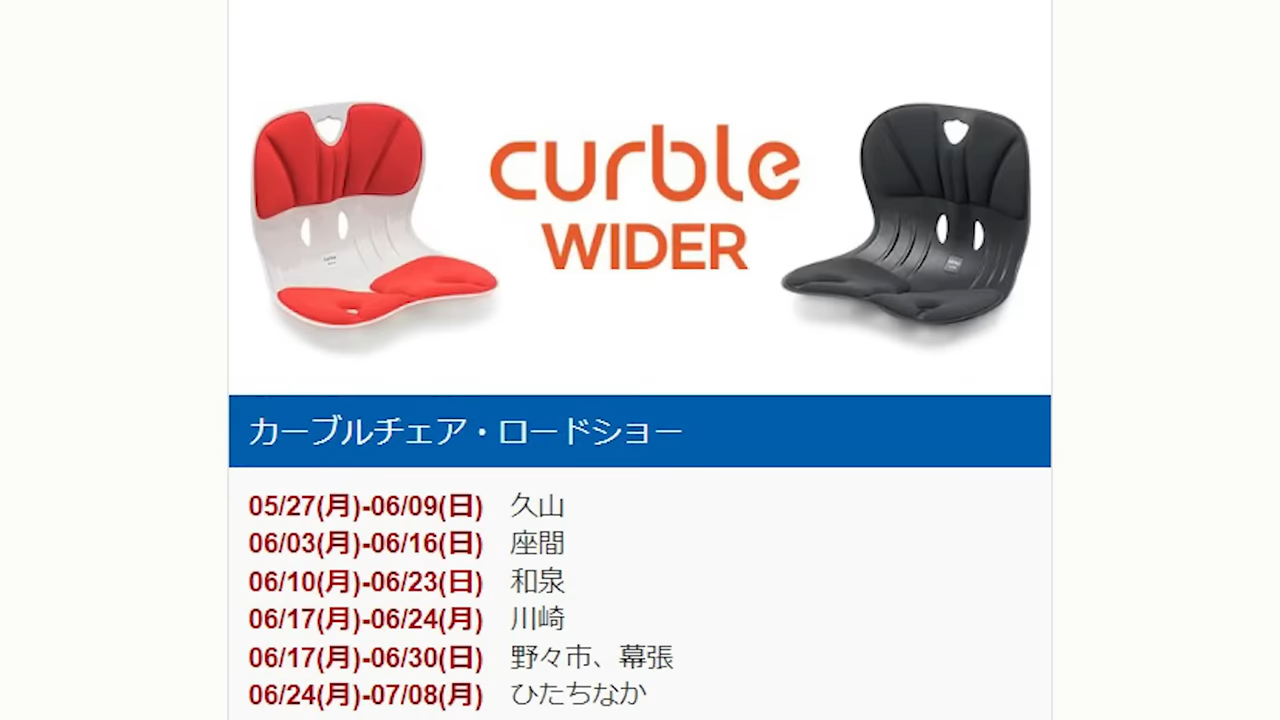 curble
WIDER
カーブルチェア・ロードショー
05/27(月)-06/09(日) 久山
06/03(月)-06/16(日) 座間
06/10(月)-06/23(日) 和泉
06/17(月)-06/24(月) 川崎
06/17(月)-06/30(日) 野々市、幕張
06/24(月)-07/08(月) ひたちなか